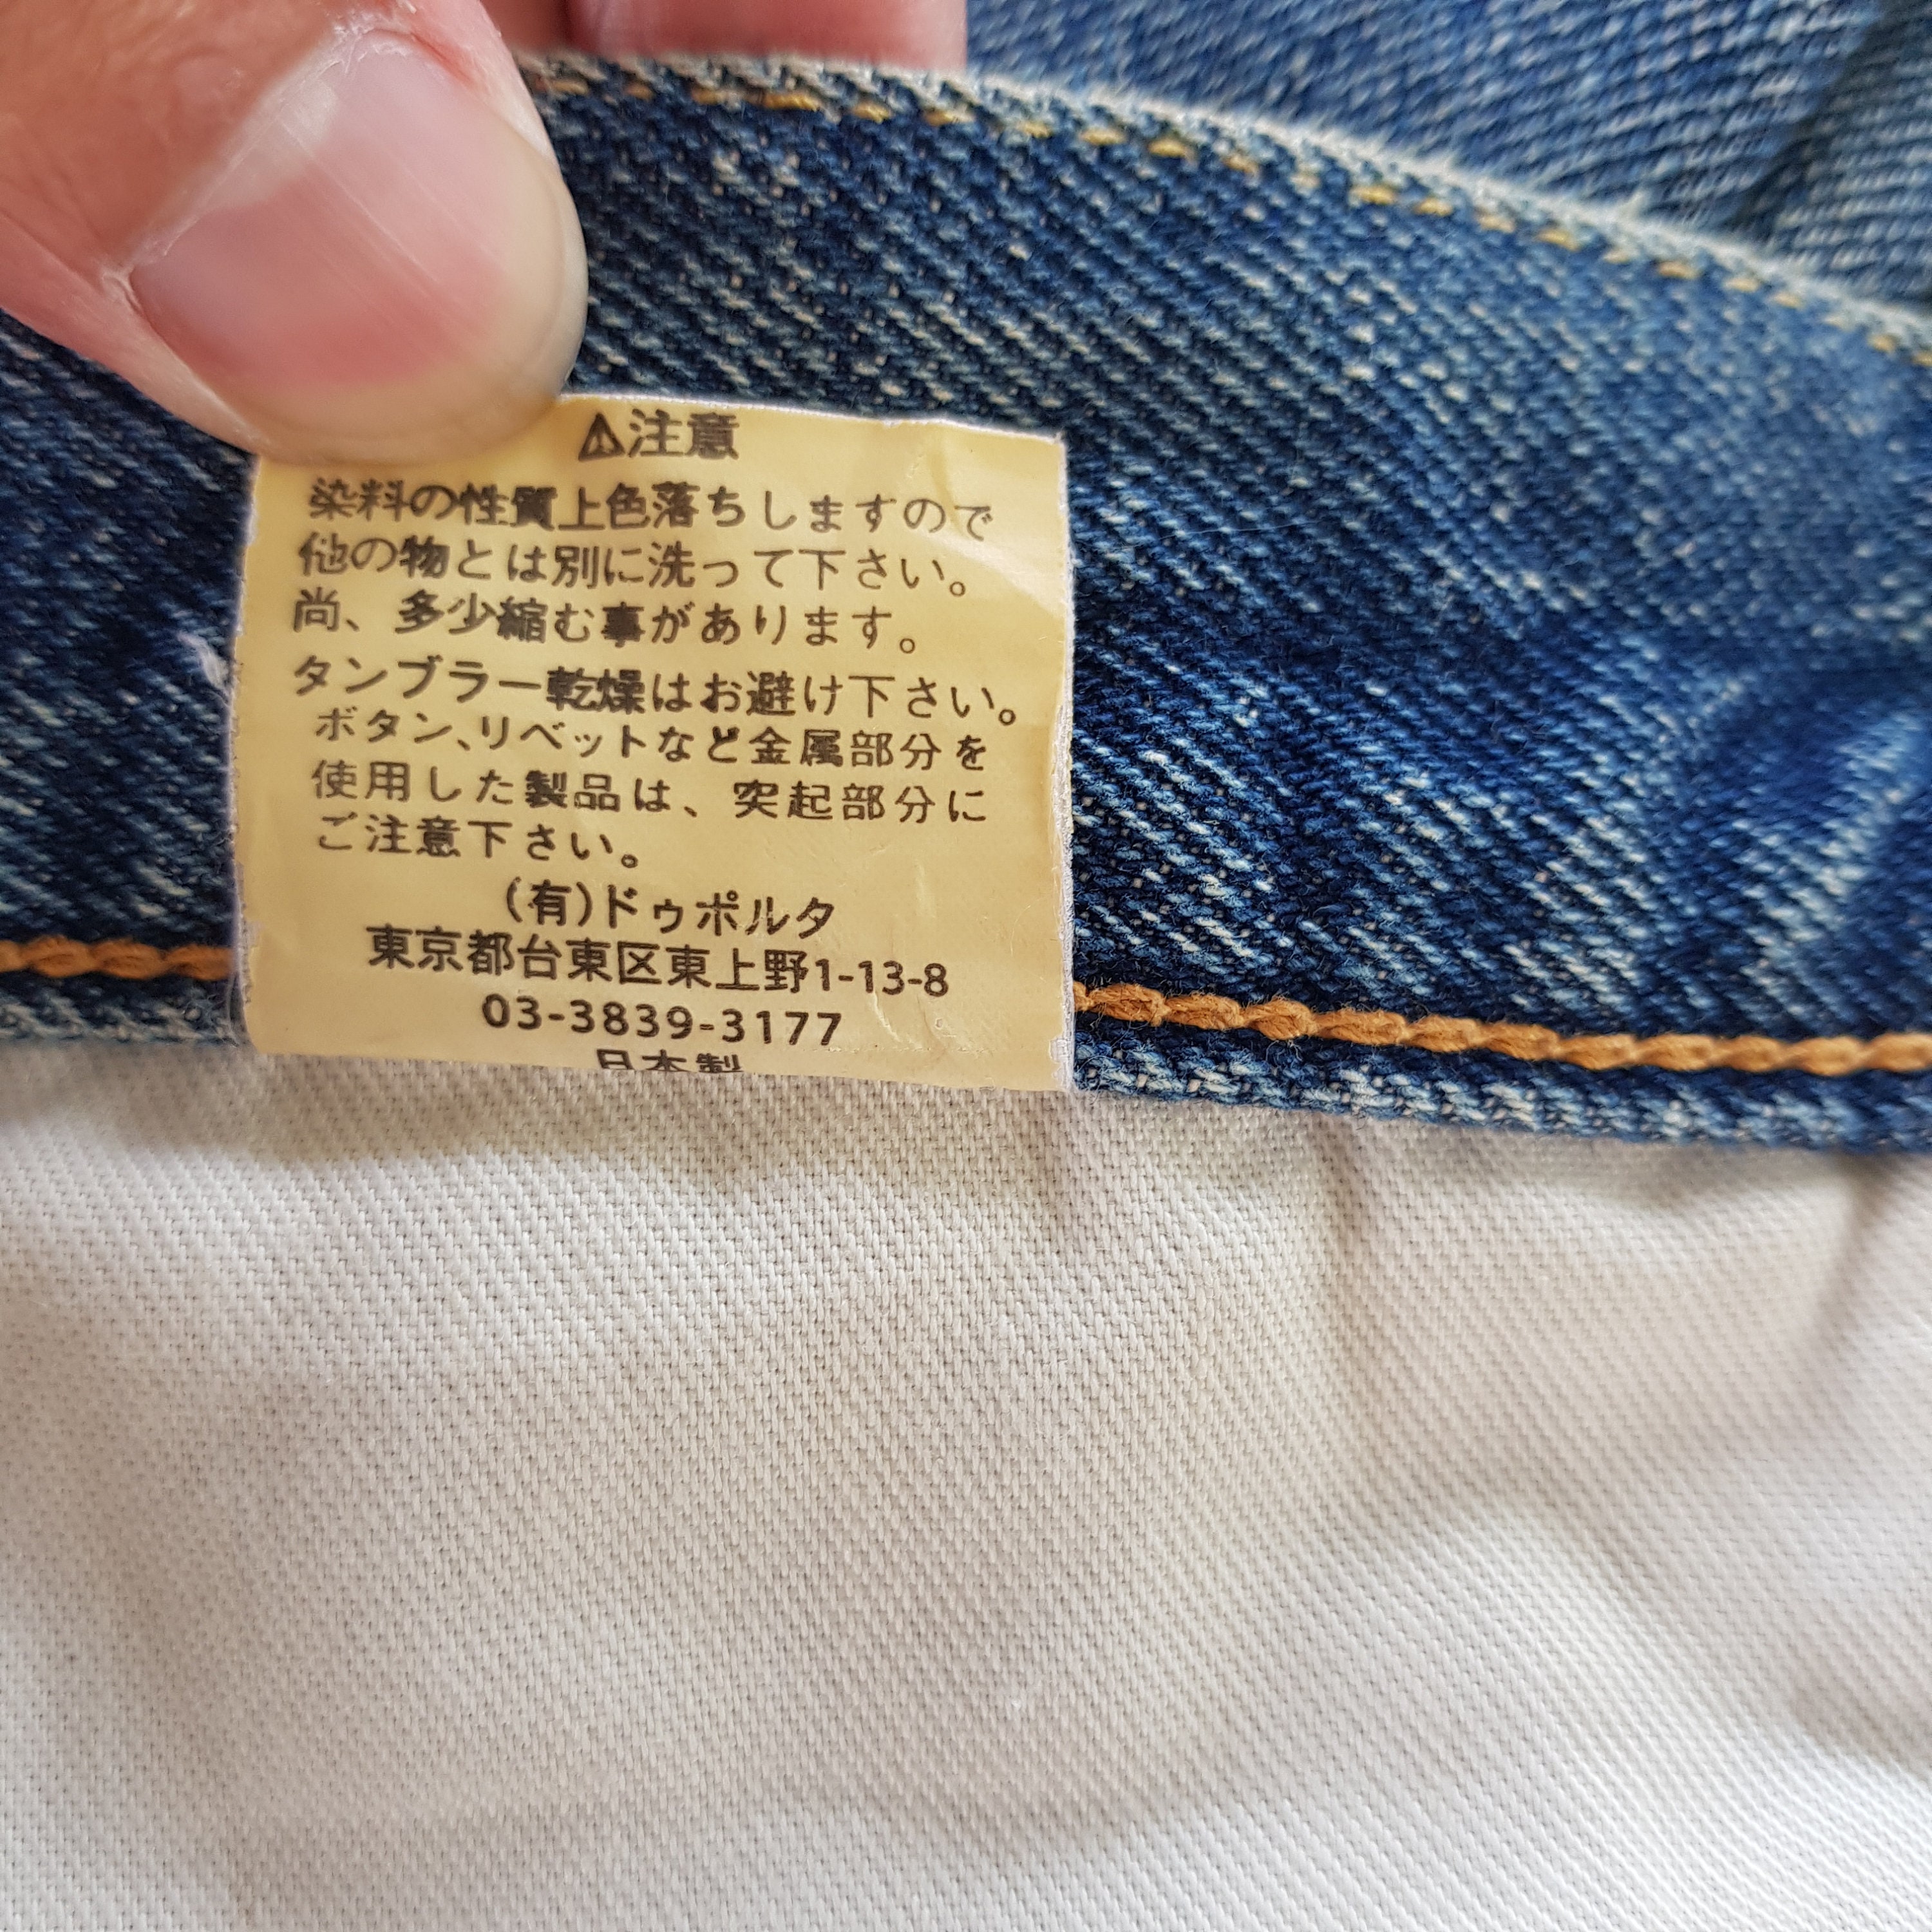 ⚠注意
染料の性質上色落ちしますので
他の物とは別に洗って下さい。
尚、多少縮む事があります。
タンブラー乾燥はお避け下さい。
ボタン、リベットなど金属部分を
使用した製品は、突起部分に
ご注意下さい。
(有)ドゥポルタ
東京都台東区東上野1-13-8
03-3839-3177
日本製